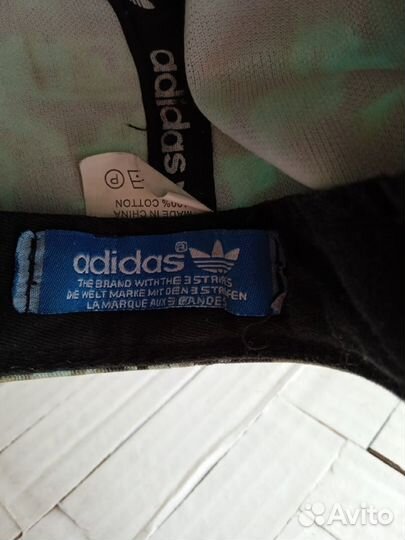 adidas
MADE IN CHINA
100% COTTON
adidas®
THE BRAND WITH THE 3 STRIPES
DIE WELT MARKE MIT DEN 3 STREIFEN
LA MARQUE AUX 3 BANDES
Avito